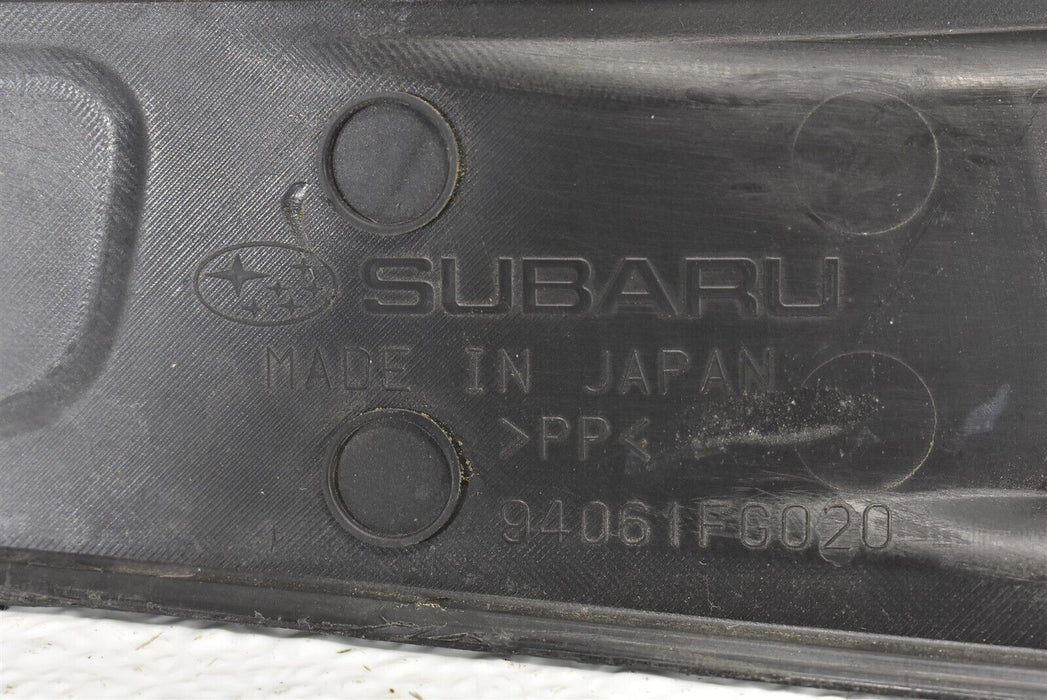 SUBARU
MADE IN JAPAN
>PP<
94061FG020